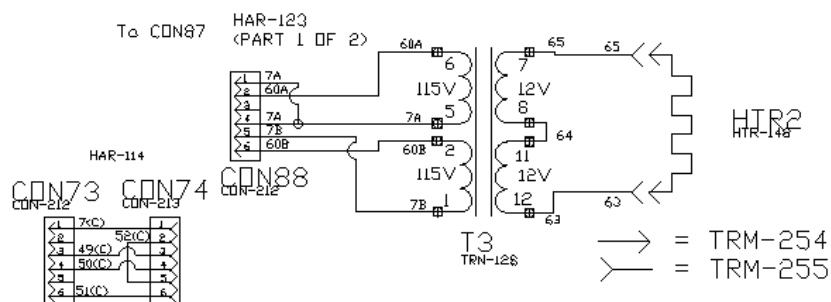 To CON87
HAR-123
(PART 1 OF 2)
60A
6
7
65
65
1 7A
2 60A
3
4 7A
5 7B
6 60B
115V
12V
7A
5
8
HTR2
HTR-148
64
60B
2
11
115V
12V
7B
1
12
63
63
HAR-114
CON73
CON-212
CON74
CON-213
CON88
CON-212
T3
TRN-126
1 7(C) 1
2 52(C) 2
3 49(C) 3
4 50(C) 4
5 5
6 51(C) 6
= TRM-254
= TRM-255